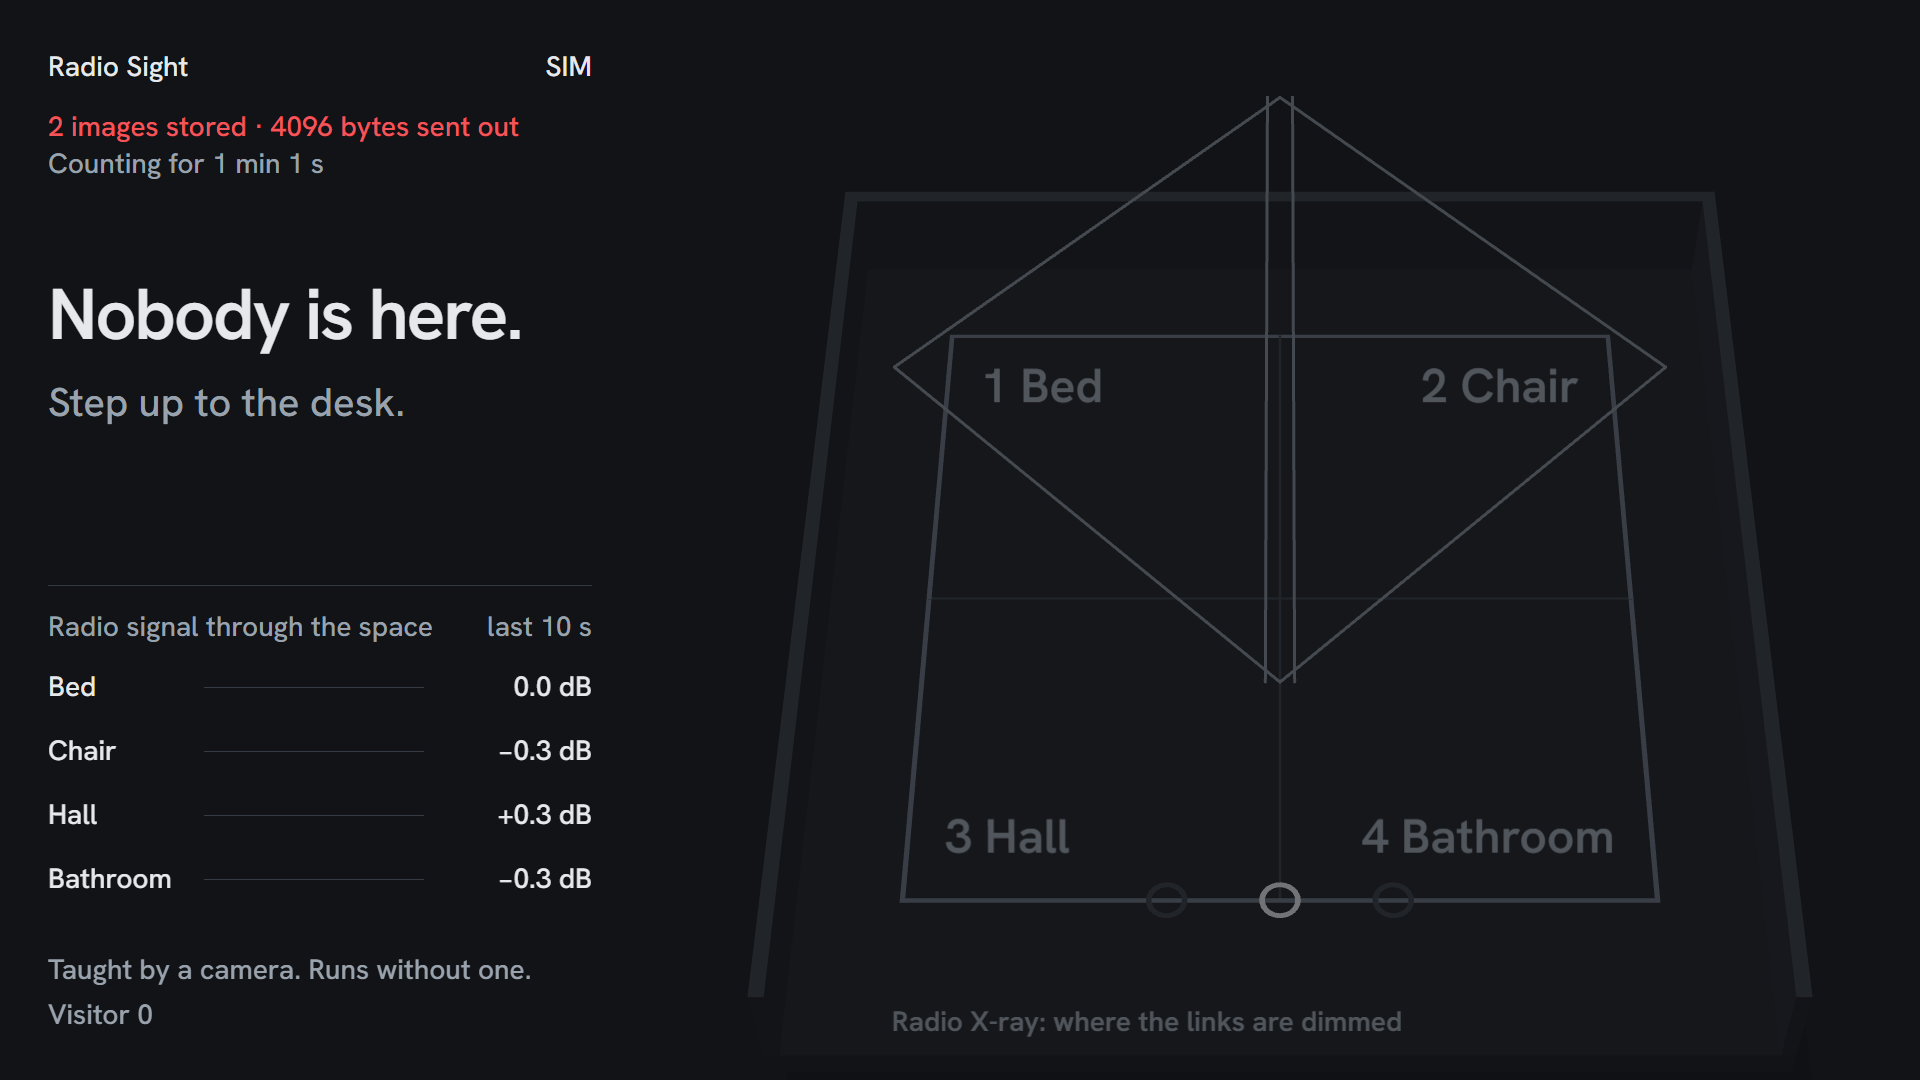 Radio Sight
SIM
2 images stored · 4096 bytes sent out
Counting for 1 min 1 s
Nobody is here.
Step up to the desk.
Radio signal through the space
last 10 s
Bed
0.0 dB
Chair
−0.3 dB
Hall
+0.3 dB
Bathroom
−0.3 dB
Taught by a camera. Runs without one.
Visitor 0
1 Bed
2 Chair
3 Hall
4 Bathroom
Radio X-ray: where the links are dimmed